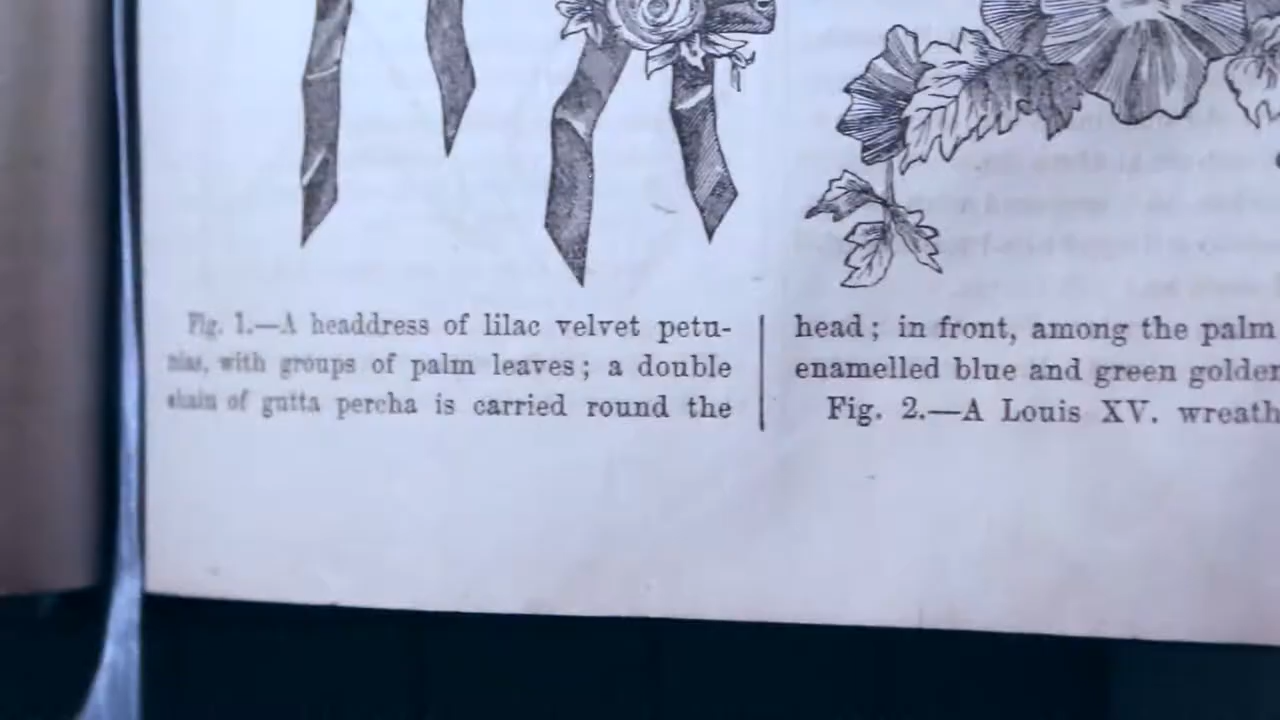 Fig. 1.—A headdress of lilac velvet petu-
nias, with groups of palm leaves; a double
chain of gutta percha is carried round the
head; in front, among the palm
enamelled blue and green golden
Fig. 2.—A Louis XV. wreath